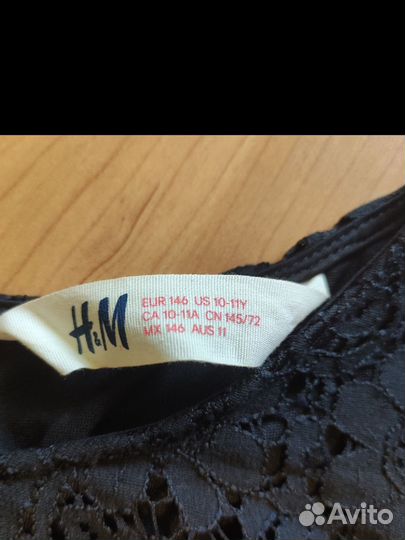 H&M
EUR 146 US 10-11Y
CA 10-11A CN 145/72
MX 146 AUS 11
Avito